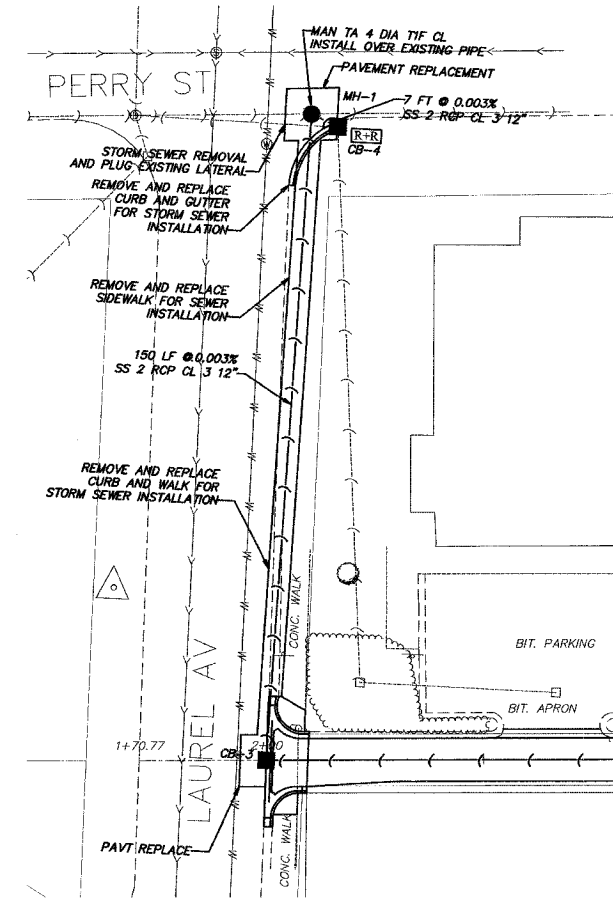 MAN TA 4 DIA T1F CL
INSTALL OVER EXISTING PIPE
PAVEMENT REPLACEMENT
PERRY ST
MH-1
7 FT @ 0.003%
SS 2 RCP CL 3 12"
R+R
CB-4
STORM SEWER REMOVAL
AND PLUG EXISTING LATERAL
REMOVE AND REPLACE
CURB AND GUTTER
FOR STORM SEWER
INSTALLATION
REMOVE AND REPLACE
SIDEWALK FOR SEWER
INSTALLATION
150 LF @ 0.003%
SS 2 RCP CL 3 12"
REMOVE AND REPLACE
CURB AND WALK FOR
STORM SEWER INSTALLATION
CONC. WALK
BIT. PARKING
BIT. APRON
LAUREL AV
1+70.77
CB-3
2+00
PAVT REPLACE
CONC. WALK